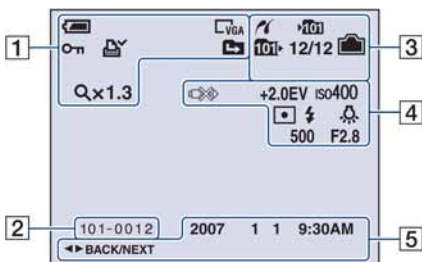 1
VGA
101
3
101 12/12
×1.3
+2.0EV ISO400
4
500 F2.8
2
101-0012
2007 1 1 9:30AM
5
◄► BACK/NEXT